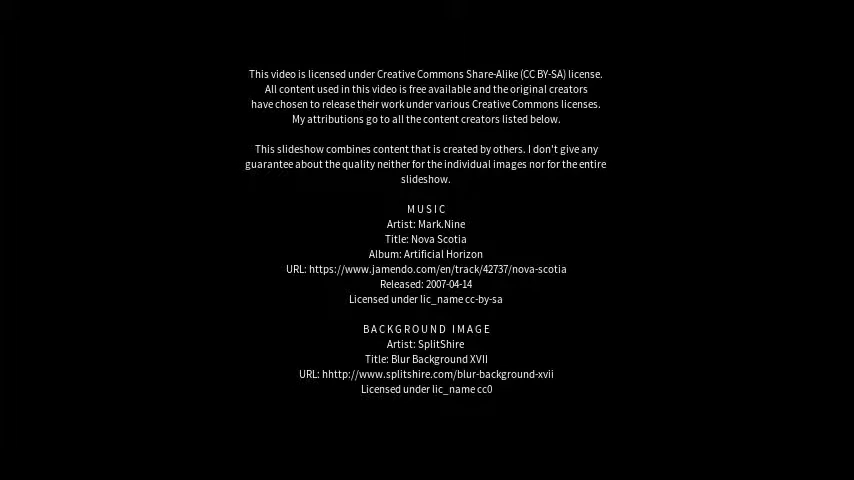 This video is licensed under Creative Commons Share-Alike (CC BY-SA) license.
All content used in this video is free available and the original creators
have chosen to release their work under various Creative Commons licenses.
My attributions go to all the content creators listed below.
This slideshow combines content that is created by others. I don't give any
guarantee about the quality neither for the individual images nor for the entire
slideshow.
MUSIC
Artist: Mark.Nine
Title: Nova Scotia
Album: Artificial Horizon
URL: https://www.jamendo.com/en/track/42737/nova-scotia
Released: 2007-04-14
Licensed under lic_name cc-by-sa
BACKGROUND IMAGE
Artist: SplitShire
Title: Blur Background XVII
URL: hhttp://www.splitshire.com/blur-background-xvii
Licensed under lic_name cc0